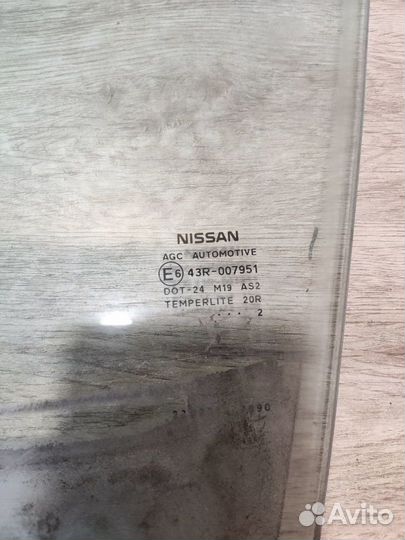 NISSAN
AGC AUTOMOTIVE
E6 43R-007951
DOT-24 M19 AS2
TEMPERLITE 20R
.... 2
Avito